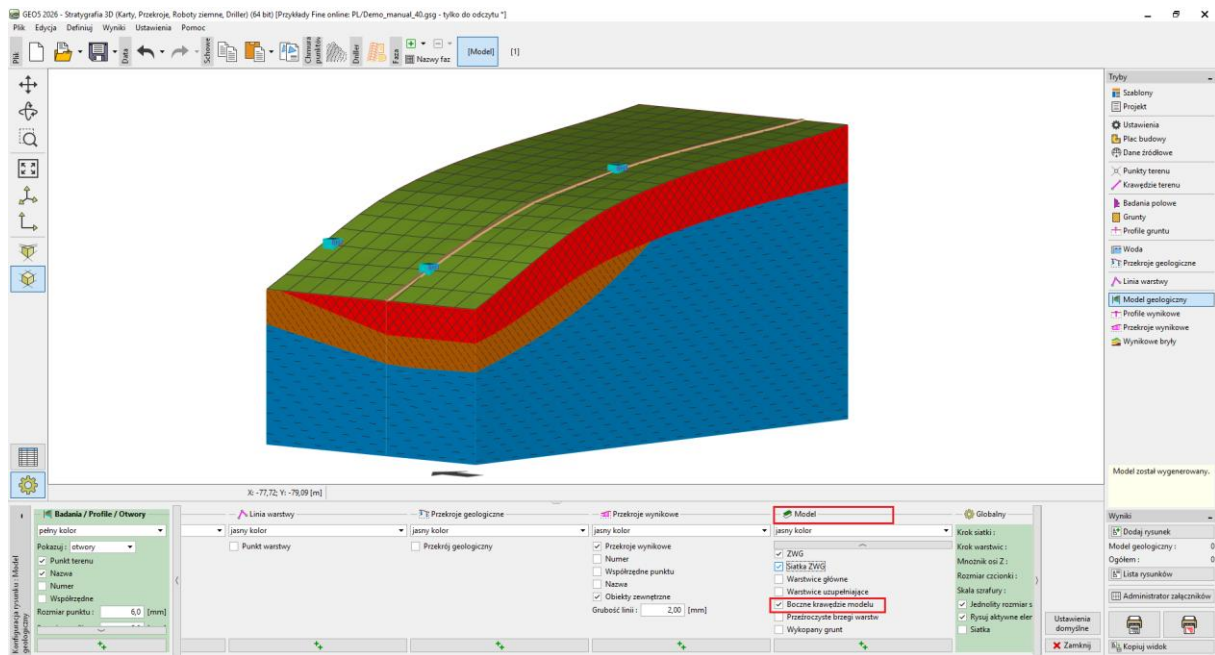 GEO5 2026 - Stratygrafia 3D (Karty, Przekroje, Roboty ziemne, Driller) (64 bit) [Przykłady Fine online: PL/Demo_manual_40.gsg - tylko do odczytu *]
Plik Edycja Definiuj Wyniki Ustawienia Pomoc
Plik
Data
Schowek
Chmura punktów
Driller
Faza
Nazwy faz
[Model]
[1]
X: -77,72; Y: -79,09 [m]
Tryby
Szablony
Projekt
Ustawienia
Plac budowy
Dane źródłowe
Punkty terenu
Krawędzie terenu
Badania polowe
Grunty
Profile gruntu
Woda
Przekroje geologiczne
Linia warstwy
Model geologiczny
Profile wynikowe
Przekroje wynikowe
Wynikowe bryły
Model został wygenerowany.
Konfiguracja rysunku : Model geologiczny
Badania / Profile / Otwory
pełny kolor
Pokazuj : otwory
Punkt terenu
Nazwa
Numer
Współrzędne
Rozmiar punktu : 6,0 [mm]
Linia warstwy
jasny kolor
Punkt warstwy
Przekroje geologiczne
jasny kolor
Przekrój geologiczny
Przekroje wynikowe
jasny kolor
Przekroje wynikowe
Numer
Współrzędne punktu
Nazwa
Obiekty zewnętrzne
Grubość linii : 2,00 [mm]
Model
jasny kolor
ZWG
Siatka ZWG
Warstwice główne
Warstwice uzupełniające
Boczne krawędzie modelu
Przeźroczyste brzegi warstw
Wykopany grunt
Globalny
Krok siatki :
Krok warstwic :
Mnożnik osi Z :
Rozmiar czcionki :
Skala szrafury :
Jednolity rozmiar s
Rysuj aktywne eler
Siatka
Ustawienia domyślne
Zamknij
Wyniki
Dodaj rysunek
Model geologiczny : 0
Ogółem : 0
Lista rysunków
Administrator załączników
Kopiuj widok